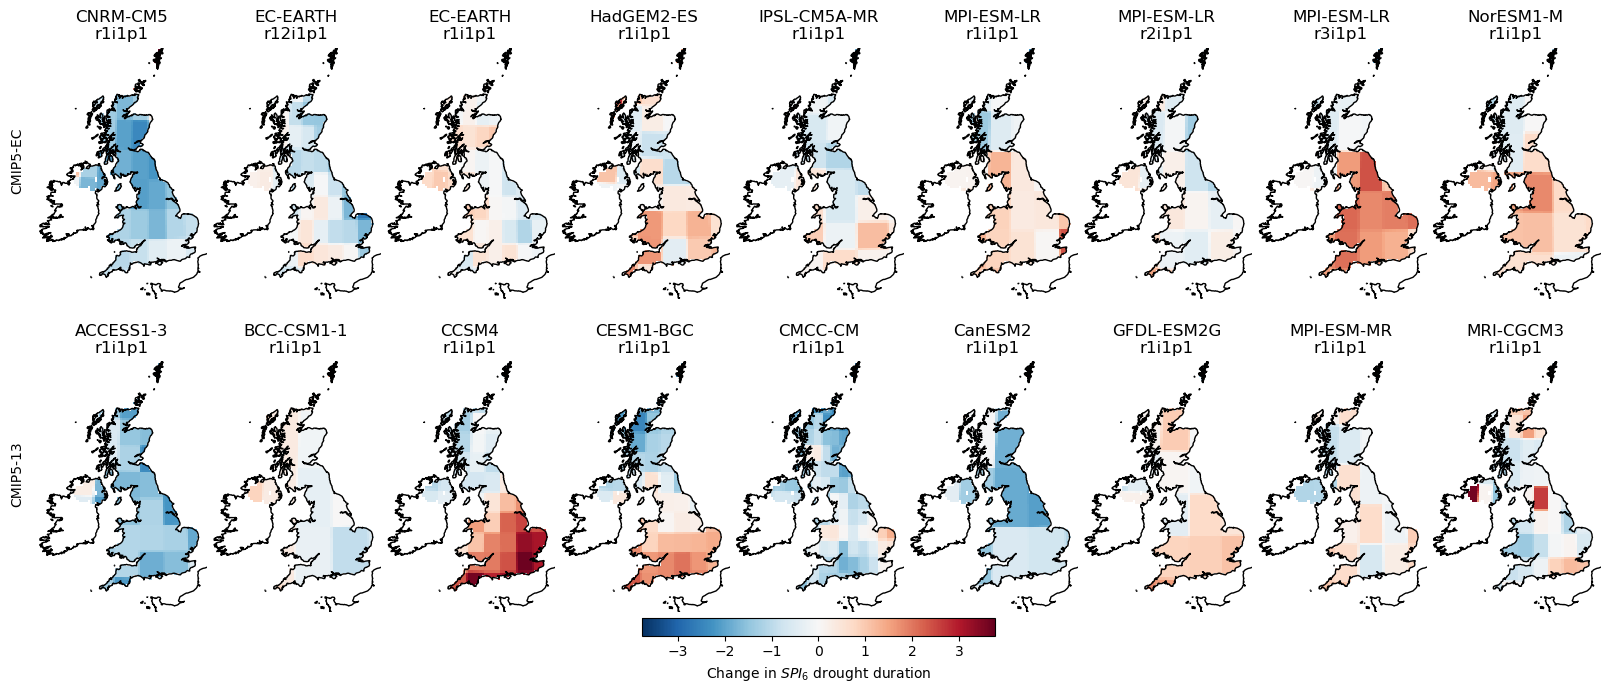 CNRM-CM5 EC-EARTH EC-EARTH HadGEM2-ES IPSL-CM5A-MR MPI-ESM-LR MPI-ESM-LR MPI-ESM-LR NorESM1-M
r1i1p1 r12i1p1 r1i1p1 r1i1p1 r1i1p1 r1i1p1 r2i1p1 r3i1p1 r1i1p1
CMIP5-EC
ACCESS1-3 BCC-CSM1-1 CCSM4 CESM1-BGC CMCC-CM CanESM2 GFDL-ESM2G MPI-ESM-MR MRI-CGCM3
r1i1p1 r1i1p1 r1i1p1 r1i1p1 r1i1p1 r1i1p1 r1i1p1 r1i1p1 r1i1p1
CMIP5-13
−3 −2 −1 0 1 2 3
Change in SPI₆ drought duration